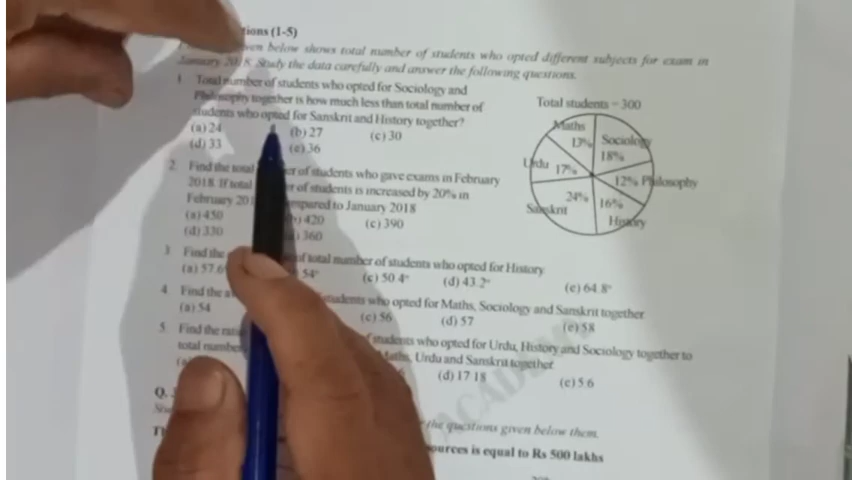 tions (1-5)
ven below shows total number of students who opted different subjects for exam in
January 2018. Study the data carefully and answer the following questions.
1 Total number of students who opted for Sociology and
Philosophy together is how much less than total number of
students who opted for Sanskrit and History together?
(a) 24 (b) 27 (c) 30
(d) 33 (e) 36
Total students = 300
Maths 13%
Sociology 18%
Urdu 17%
12% Philosophy
Sanskrit 24%
16% History
2. Find the total er of students who gave exams in February
2018. If total er of students is increased by 20% in
February 201 mpared to January 2018
(a) 450 (b) 420 (c) 390
(d) 330 360
3 Find the of total number of students who opted for History
(a) 57.6 54° (c) 50.4° (d) 43.2° (e) 64.8°
4. Find the students who opted for Maths, Sociology and Sanskrit together
(a) 54 (c) 56 (d) 57 (e) 58
5. Find the ratio f students who opted for Urdu, History and Sociology together to
total number Maths, Urdu and Sanskrit together.
(d) 17 18 (e) 5.6
ACADEM
Q.
the questions given below them.
ources is equal to Rs 500 lakhs